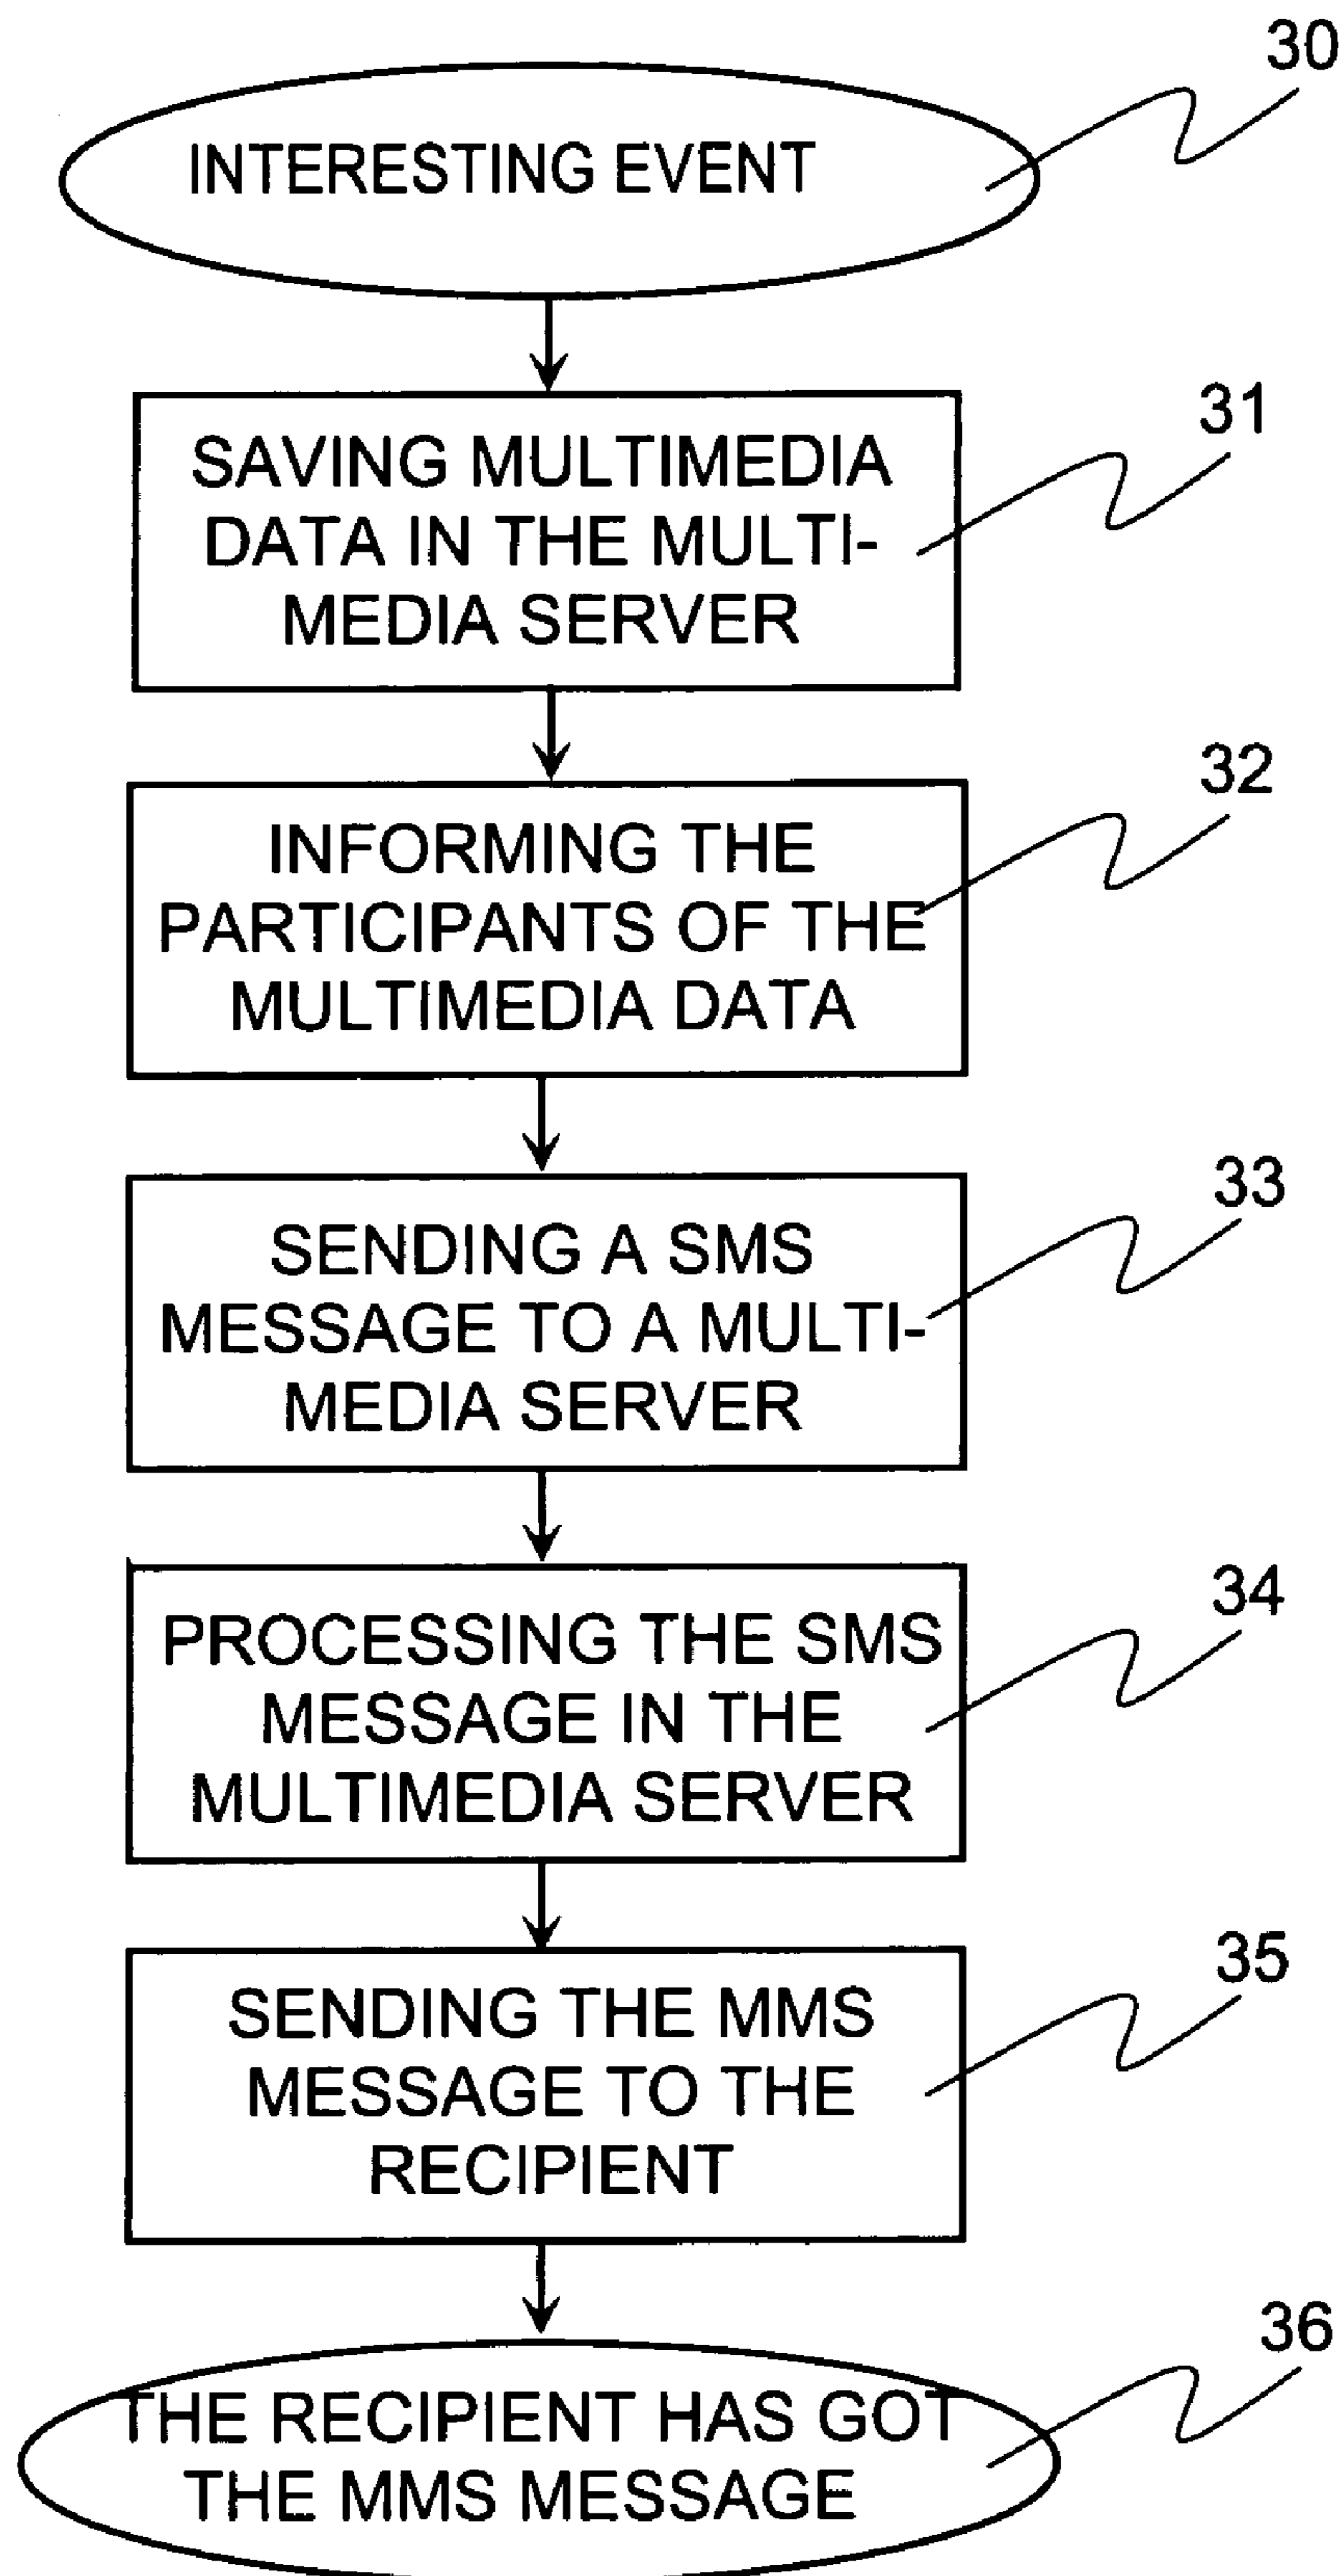 30
INTERESTING EVENT
31
SAVING MULTIMEDIA
DATA IN THE MULTI-
MEDIA SERVER
32
INFORMING THE
PARTICIPANTS OF THE
MULTIMEDIA DATA
33
SENDING A SMS
MESSAGE TO A MULTI-
MEDIA SERVER
34
PROCESSING THE SMS
MESSAGE IN THE
MULTIMEDIA SERVER
35
SENDING THE MMS
MESSAGE TO THE
RECIPIENT
36
THE RECIPIENT HAS GOT
THE MMS MESSAGE